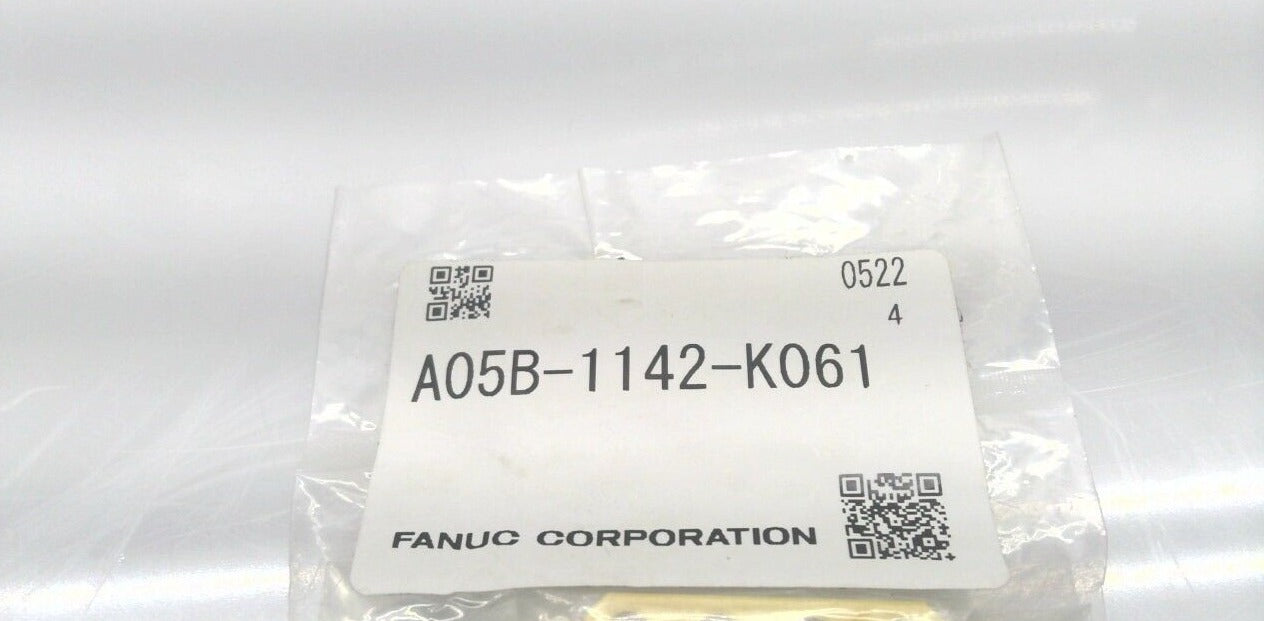 0522
4
A05B-1142-K061
FANUC CORPORATION